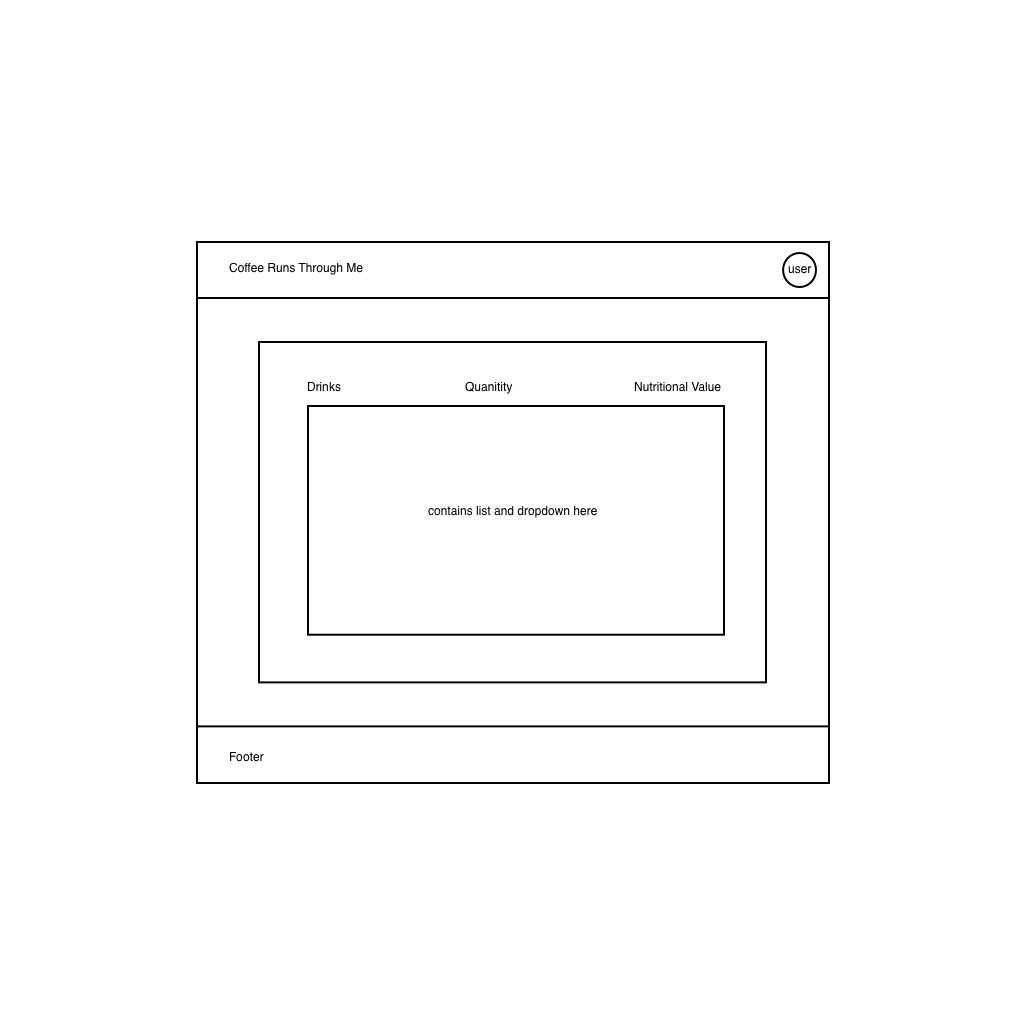 Coffee Runs Through Me
user
Drinks
Quanitity
Nutritional Value
contains list and dropdown here
Footer